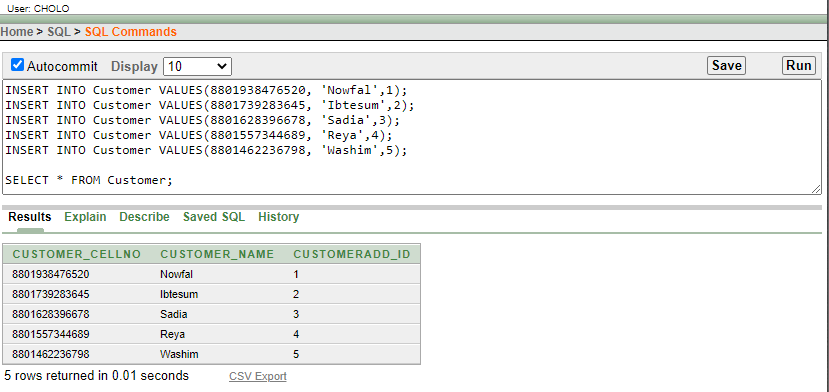 User: CHOLO
Home > SQL > SQL Commands
Autocommit Display 10 Save Run
INSERT INTO Customer VALUES(8801938476520, 'Nowfal',1);
INSERT INTO Customer VALUES(8801739283645, 'Ibtesum',2);
INSERT INTO Customer VALUES(8801628396678, 'Sadia',3);
INSERT INTO Customer VALUES(8801557344689, 'Reya',4);
INSERT INTO Customer VALUES(8801462236798, 'Washim',5);
SELECT * FROM Customer;
Results Explain Describe Saved SQL History
CUSTOMER_CELLNO CUSTOMER_NAME CUSTOMERADD_ID
8801938476520 Nowfal 1
8801739283645 Ibtesum 2
8801628396678 Sadia 3
8801557344689 Reya 4
8801462236798 Washim 5
5 rows returned in 0.01 seconds CSV Export